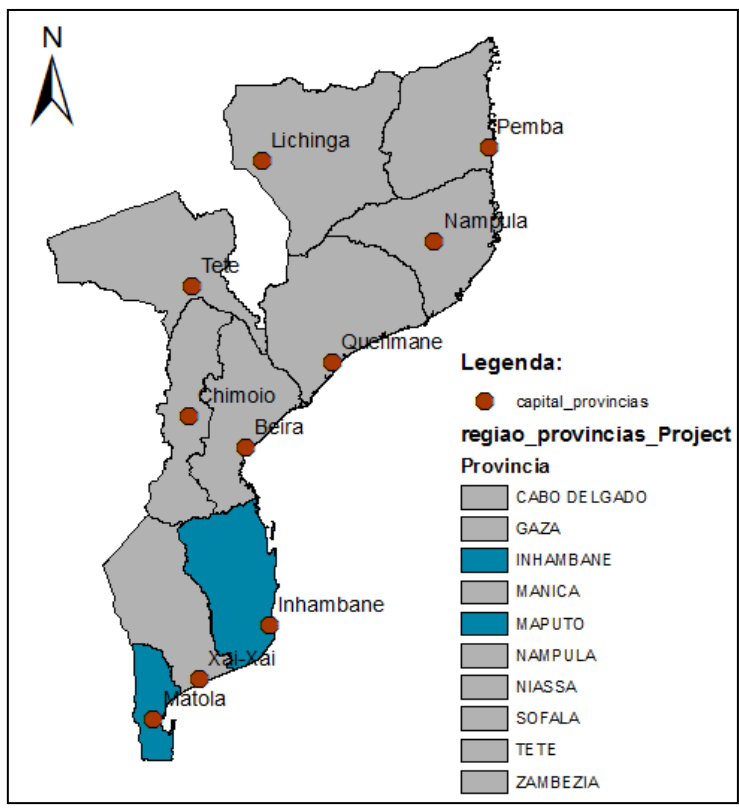 N
Pemba
Lichinga
Nampula
Tete
Quelimane
Chimoio
Beira
Inhambane
Xai-Xai
Matola
Legenda:
capital_provincias
regiao_provincias_Project
Provincia
CABO DELGADO
GAZA
INHAMBANE
MANICA
MAPUTO
NAMPULA
NIASSA
SOFALA
TETE
ZAMBEZIA